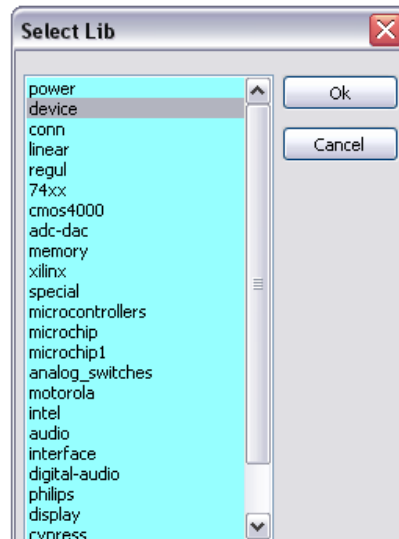 Select Lib
power
device
conn
linear
regul
74xx
cmos4000
adc-dac
memory
xilinx
special
microcontrollers
microchip
microchip1
analog_switches
motorola
intel
audio
interface
digital-audio
philips
display
cypress
Ok
Cancel